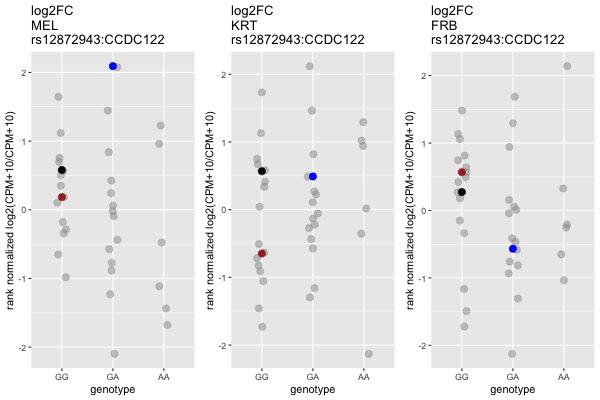 log2FC
MEL
rs12872943:CCDC122
rank normalized log2(CPM+10)/CPM+10)
2
1
0
-1
-2
GG
GA
AA
genotype
log2FC
KRT
rs12872943:CCDC122
rank normalized log2(CPM+10)/CPM+10)
2
1
0
-1
-2
GG
GA
AA
genotype
log2FC
FRB
rs12872943:CCDC122
rank normalized log2(CPM+10)/CPM+10)
2
1
0
-1
-2
GG
GA
AA
genotype